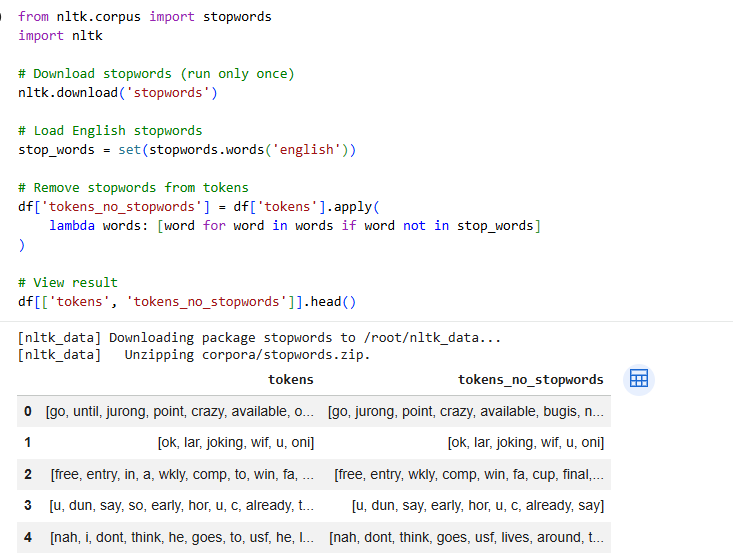 from nltk.corpus import stopwords
import nltk
# Download stopwords (run only once)
nltk.download('stopwords')
# Load English stopwords
stop_words = set(stopwords.words('english'))
# Remove stopwords from tokens
df['tokens_no_stopwords'] = df['tokens'].apply(
    lambda words: [word for word in words if word not in stop_words]
)
# View result
df[['tokens', 'tokens_no_stopwords']].head()
[nltk_data] Downloading package stopwords to /root/nltk_data...
[nltk_data]   Unzipping corpora/stopwords.zip.
tokens tokens_no_stopwords
0 [go, until, jurong, point, crazy, available, o... [go, jurong, point, crazy, available, bugis, n...
1 [ok, lar, joking, wif, u, oni] [ok, lar, joking, wif, u, oni]
2 [free, entry, in, a, wkly, comp, to, win, fa, ... [free, entry, wkly, comp, win, fa, cup, final,...
3 [u, dun, say, so, early, hor, u, c, already, t... [u, dun, say, early, hor, u, c, already, say]
4 [nah, i, dont, think, he, goes, to, usf, he, l... [nah, dont, think, goes, usf, lives, around, t...